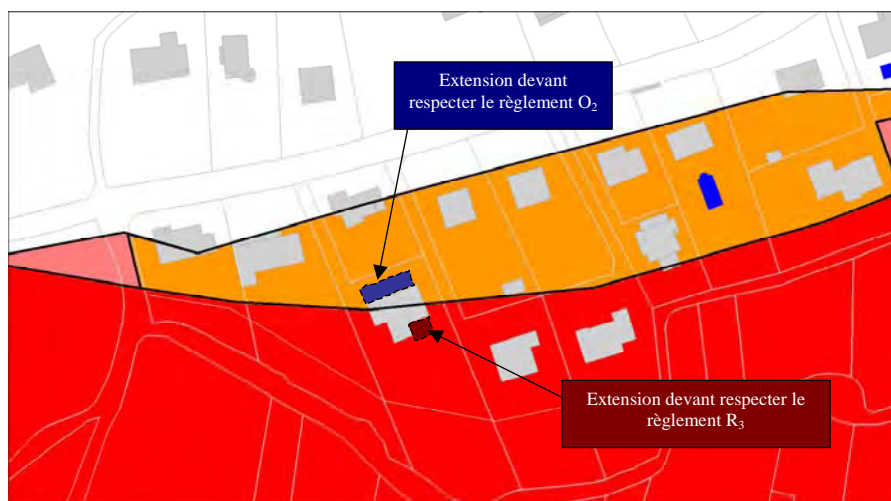 Extension devant
respecter le règlement O₂
Extension devant respecter le
règlement R₃